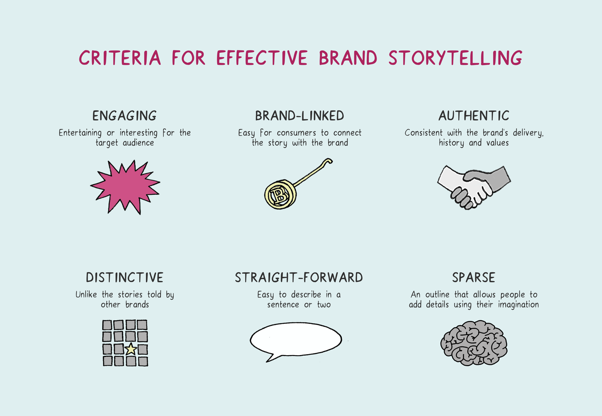 CRITERIA FOR EFFECTIVE BRAND STORYTELLING
ENGAGING
Entertaining or interesting for the
target audience
BRAND-LINKED
Easy for consumers to connect
the story with the brand
B
AUTHENTIC
Consistent with the brand's delivery,
history and values
DISTINCTIVE
Unlike the stories told by
other brands
STRAIGHT-FORWARD
Easy to describe in a
sentence or two
SPARSE
An outline that allows people to
add details using their imagination